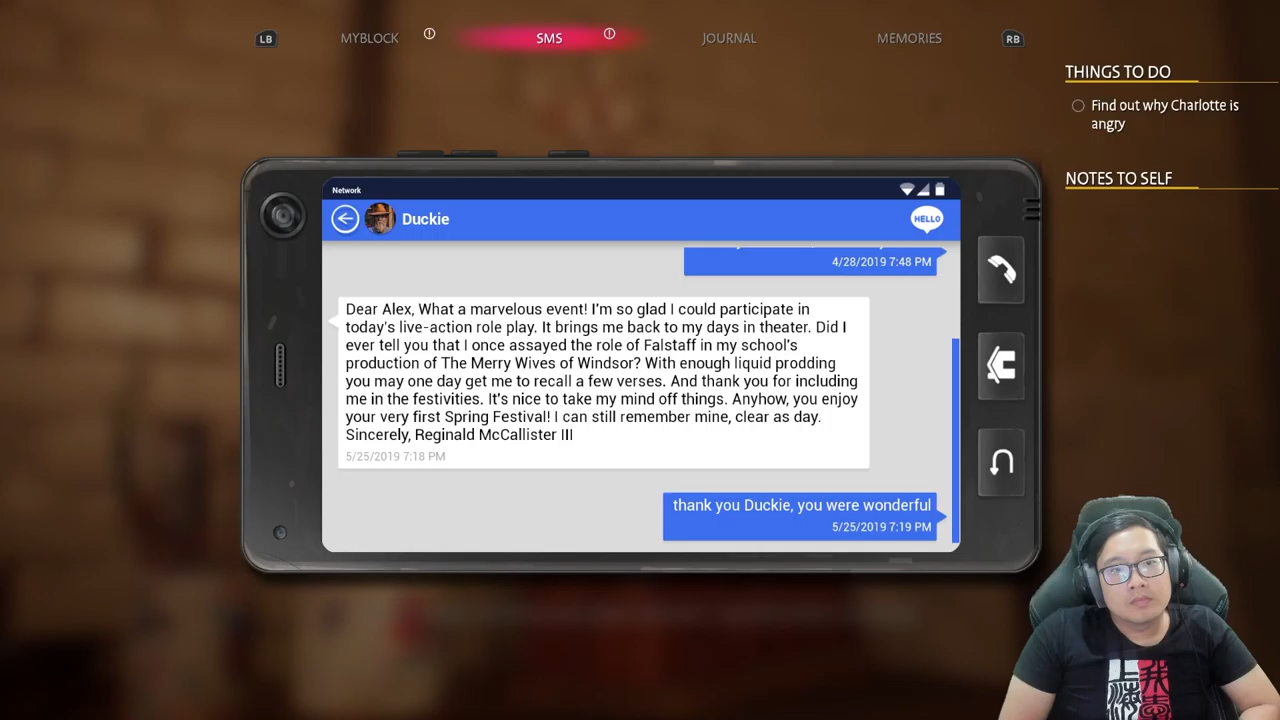 LB
MYBLOCK
SMS
JOURNAL
MEMORIES
RB
THINGS TO DO
Find out why Charlotte is
angry
NOTES TO SELF
Network
Duckie
HELLO
4/28/2019 7:48 PM
Dear Alex, What a marvelous event! I'm so glad I could participate in
today's live-action role play. It brings me back to my days in theater. Did I
ever tell you that I once assayed the role of Falstaff in my school's
production of The Merry Wives of Windsor? With enough liquid prodding
you may one day get me to recall a few verses. And thank you for including
me in the festivities. It's nice to take my mind off things. Anyhow, you enjoy
your very first Spring Festival! I can still remember mine, clear as day.
Sincerely, Reginald McCallister III
5/25/2019 7:18 PM
thank you Duckie, you were wonderful
5/25/2019 7:19 PM
上海